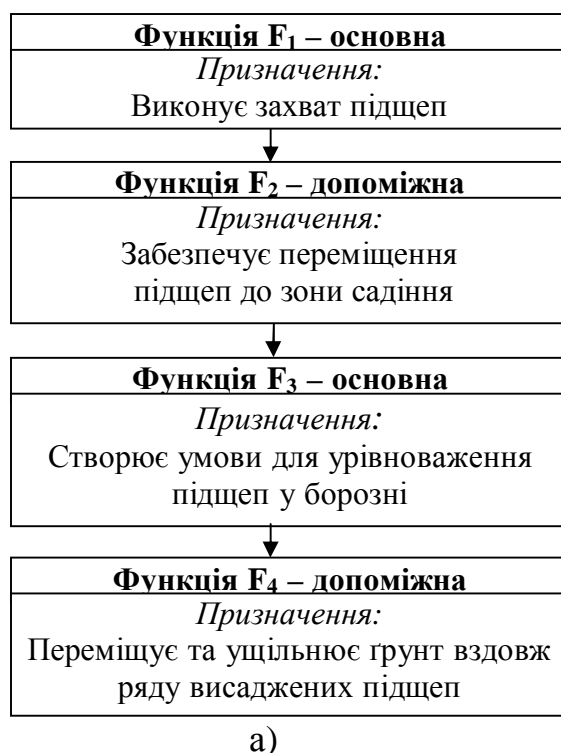 Функція F₁ – основна
Призначення:
Виконує захват підщеп
Функція F₂ – допоміжна
Призначення:
Забезпечує переміщення
підщеп до зони садіння
Функція F₃ – основна
Призначення:
Створює умови для урівноваження
підщеп у борозні
Функція F₄ – допоміжна
Призначення:
Переміщує та ущільнює ґрунт вздовж
ряду висаджених підщеп
а)